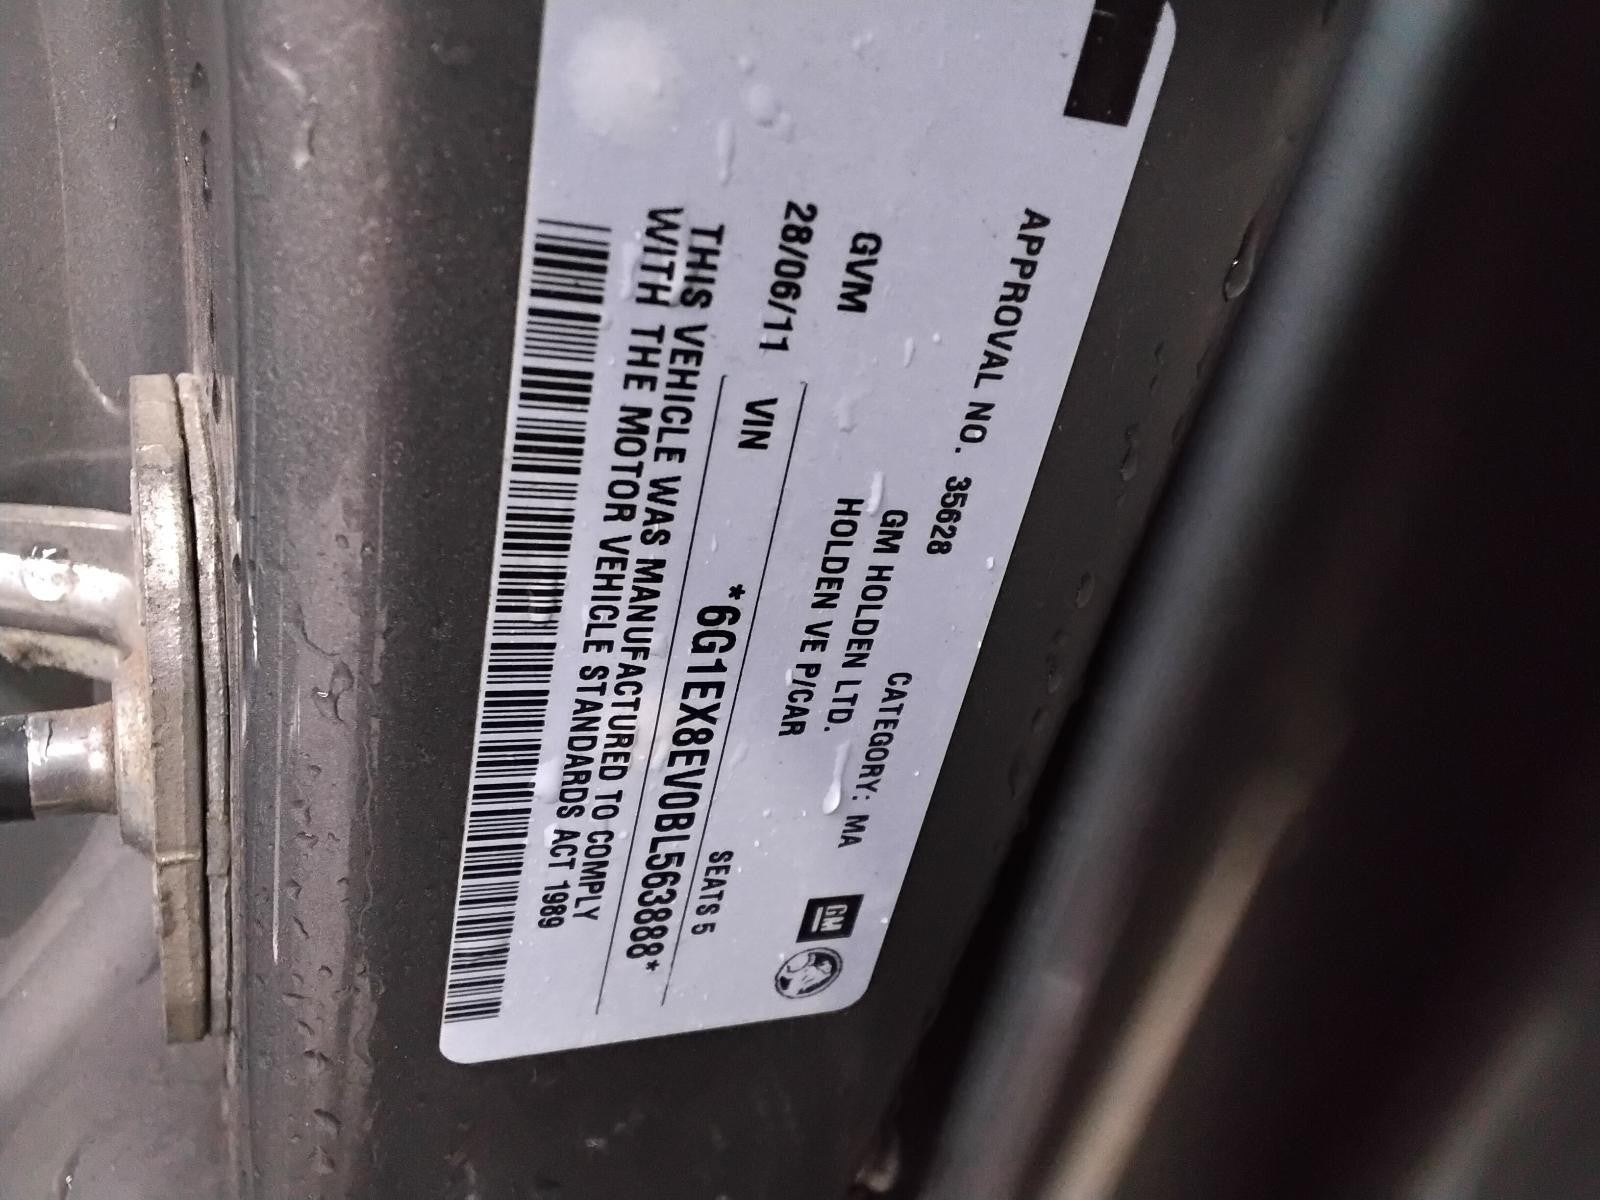 APPROVAL NO. 35628
CATEGORY: MA
GM HOLDEN LTD.
GVM HOLDEN VE P/CAR
28/06/11 SEATS 5
VIN *6G1EX8EV0BL563888*
THIS VEHICLE WAS MANUFACTURED TO COMPLY
WITH THE MOTOR VEHICLE STANDARDS ACT 1989
GM